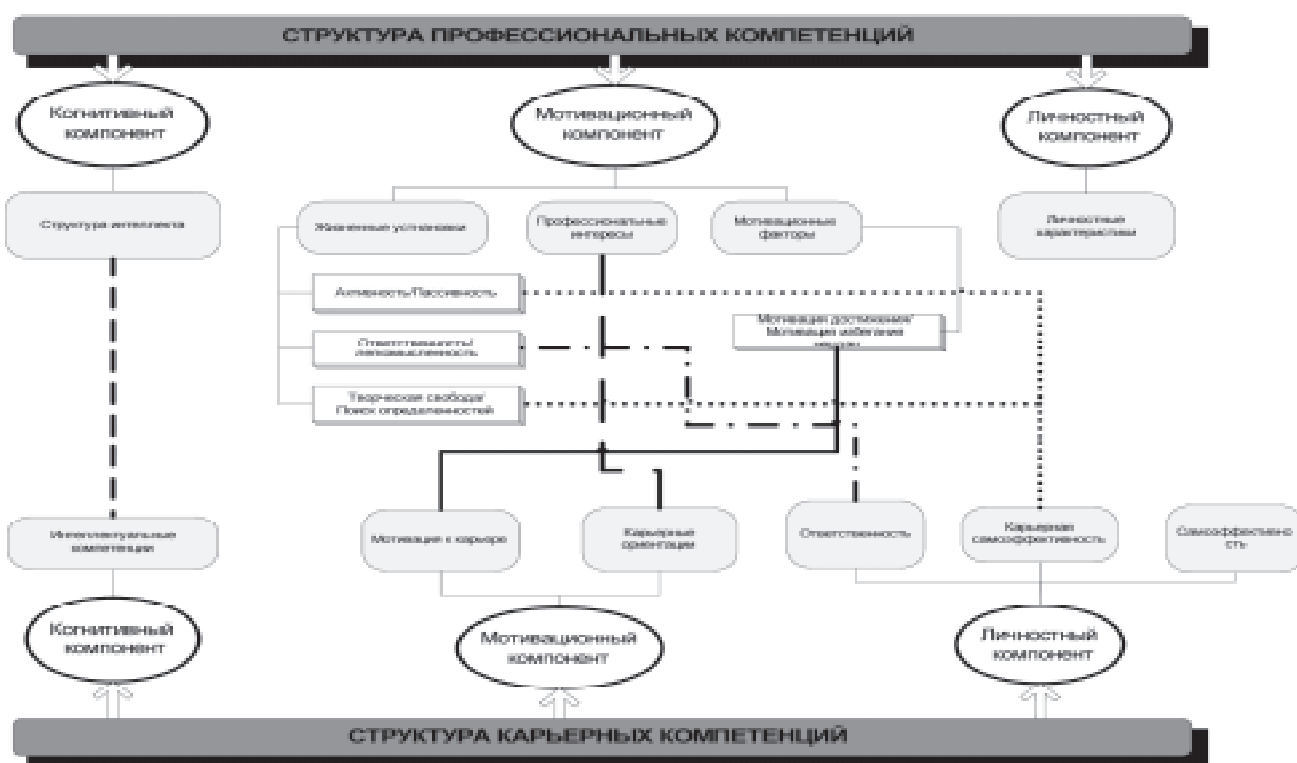 СТРУКТУРА ПРОФЕССИОНАЛЬНЫХ КОМПЕТЕНЦИЙ
Когнитивный
компонент
Мотивационный
компонент
Личностный
компонент
Структура интеллекта
Жизненные установки
Профессиональные
интересы
Мотивационные
факторы
Личностные
характеристики
Активность/Пассивность
Мотивация достижения/
Мотивация избегания
Ответственность/
легкомысленность
Творческая свобода/
Поиск определенностей
Интеллектуальные
компетенции
Мотивация к карьере
Карьерные
ориентации
Ответственность
Карьерная
самоэффективность
Самоэффективно
сть
Когнитивный
компонент
Мотивационный
компонент
Личностный
компонент
СТРУКТУРА КАРЬЕРНЫХ КОМПЕТЕНЦИЙ